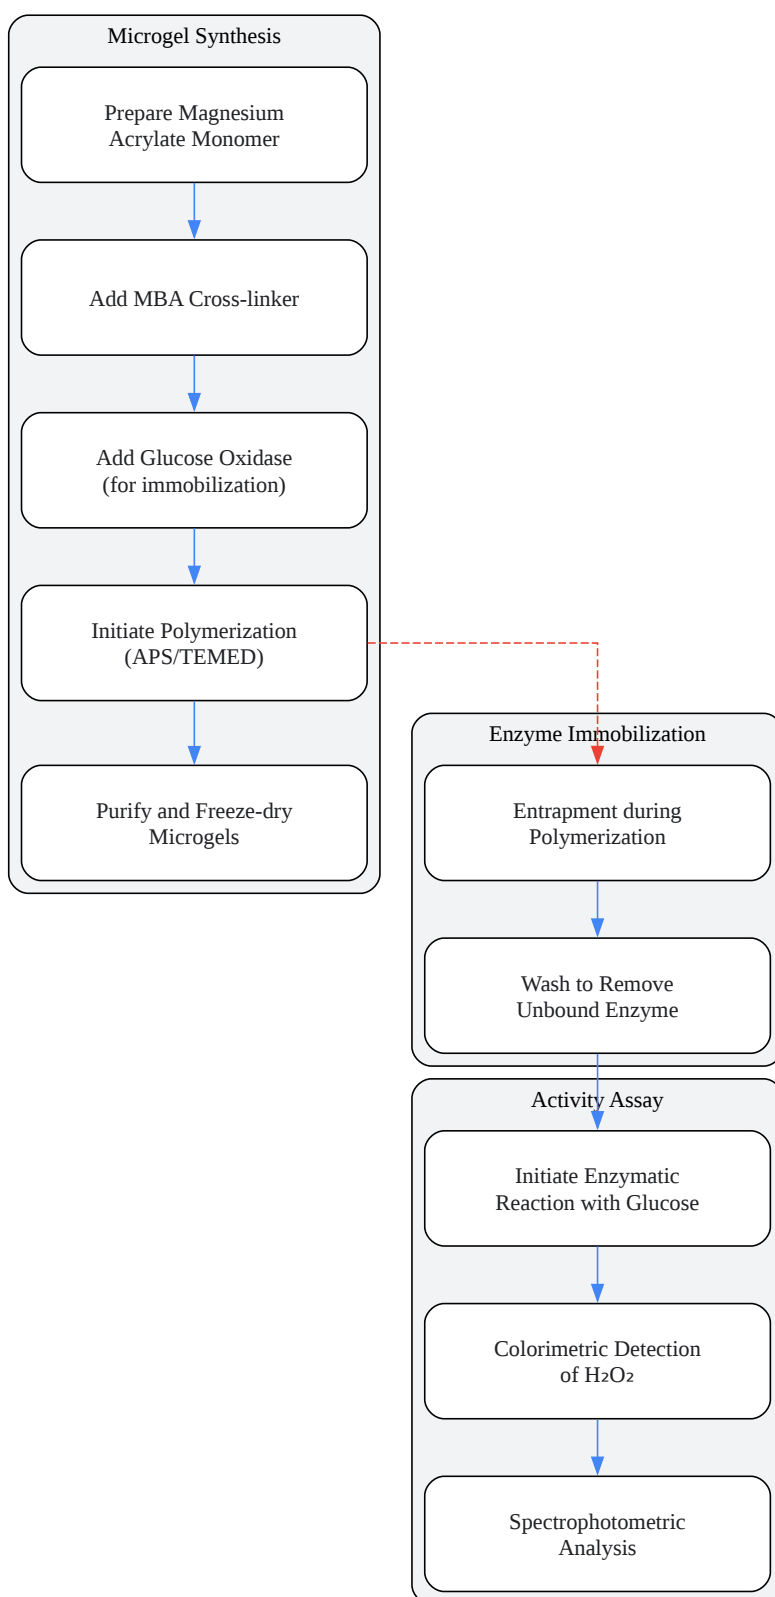 Microgel Synthesis
Prepare Magnesium
Acrylate Monomer
Add MBA Cross-linker
Add Glucose Oxidase
(for immobilization)
Initiate Polymerization
(APS/TEMED)
Purify and Freeze-dry
Microgels
Enzyme Immobilization
Entrapment during
Polymerization
Wash to Remove
Unbound Enzyme
Activity Assay
Initiate Enzymatic
Reaction with Glucose
Colorimetric Detection
of H₂O₂
Spectrophotometric
Analysis